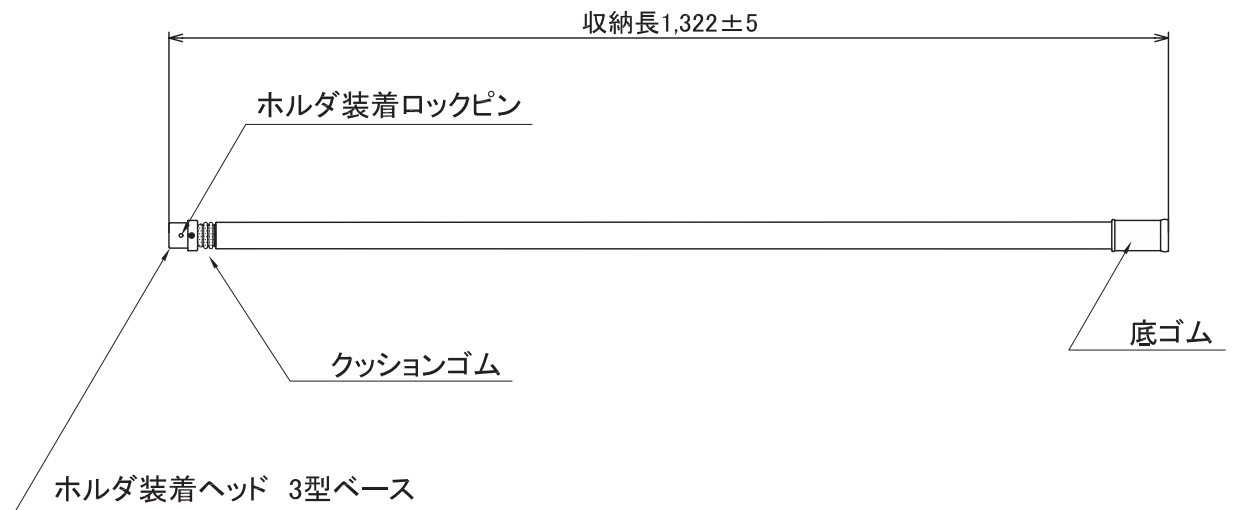 収納長1,322±5
ホルダ装着ロックピン
底ゴム
クッションゴム
ホルダ装着ヘッド 3型ベース